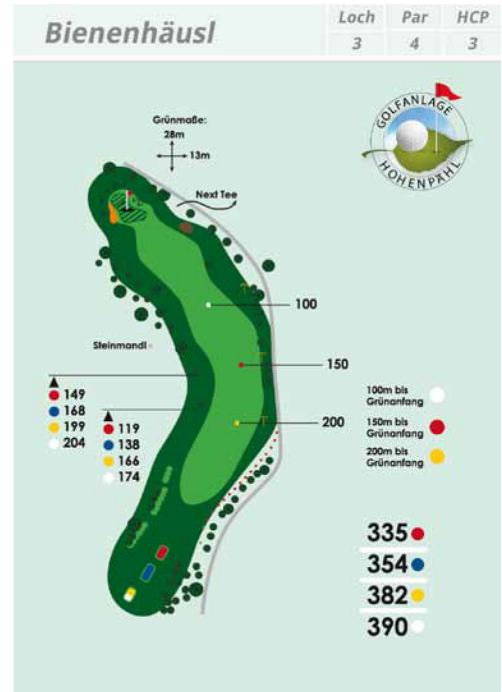 Bienenhäusl
Loch Par HCP
3 4 3
GOLFANLAGE
HOHENPÄHL
Grünmaße:
28m
13m
Next Tee
100
Steinmandl
150
149
168
199
204
119
138
166
174
200
100m bis
Grünanfang
150m bis
Grünanfang
200m bis
Grünanfang
335
354
382
390